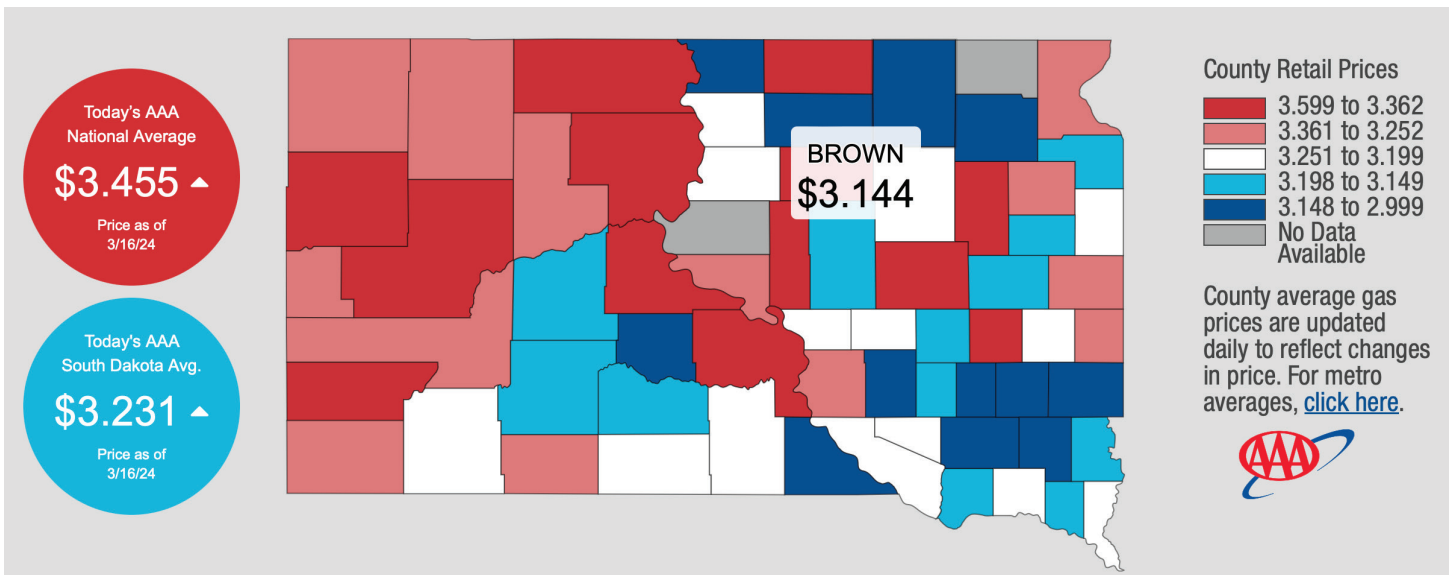 Today's AAA
National Average
$3.455
Price as of
3/16/24
Today's AAA
South Dakota Avg.
$3.231
Price as of
3/16/24
BROWN
$3.144
County Retail Prices
3.599 to 3.362
3.361 to 3.252
3.251 to 3.199
3.198 to 3.149
3.148 to 2.999
No Data
Available
County average gas
prices are updated
daily to reflect changes
in price. For metro
averages, click here.
AAA